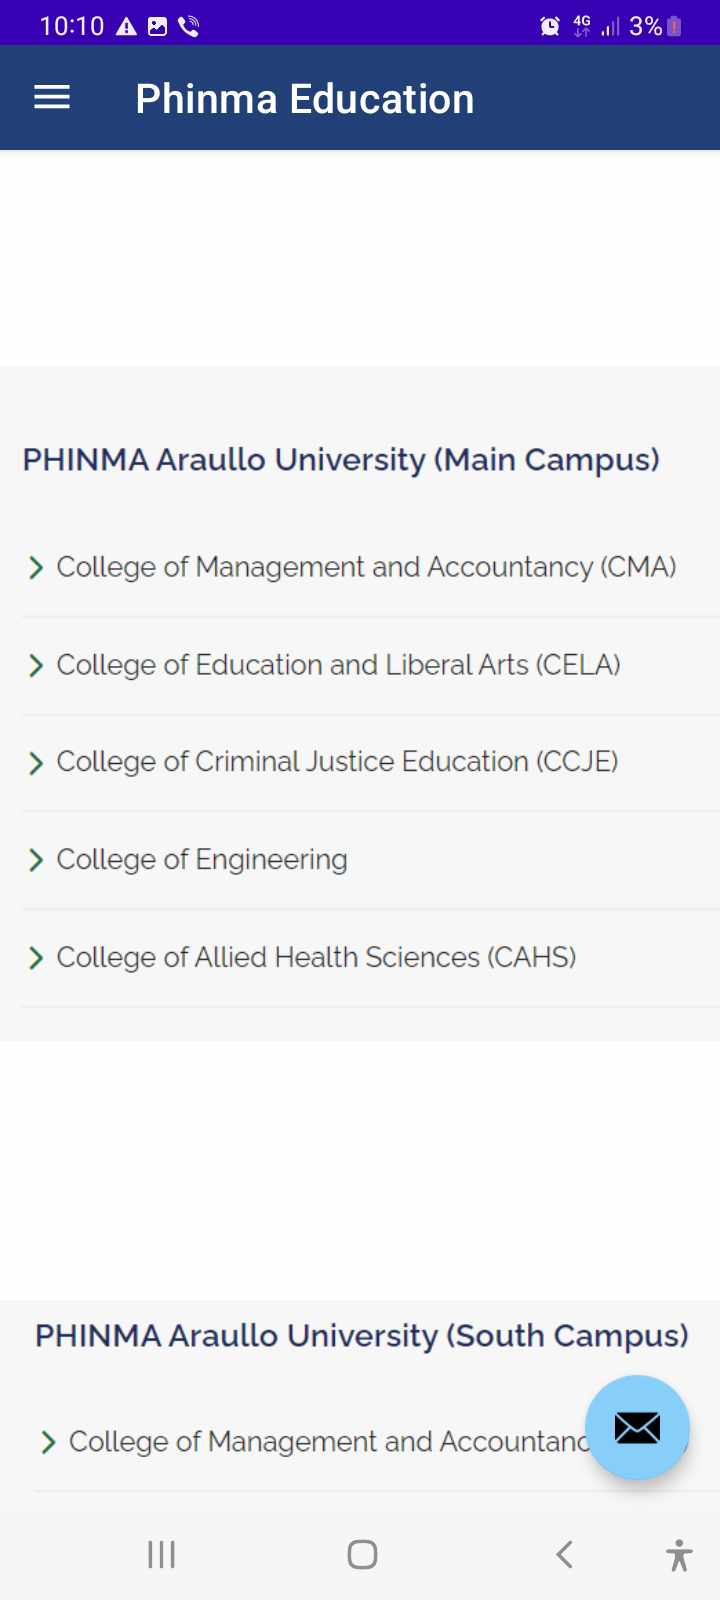 10:10
4G
3%
Phinma Education
PHINMA Araullo University (Main Campus)
College of Management and Accountancy (CMA)
College of Education and Liberal Arts (CELA)
College of Criminal Justice Education (CCJE)
College of Engineering
College of Allied Health Sciences (CAHS)
PHINMA Araullo University (South Campus)
College of Management and